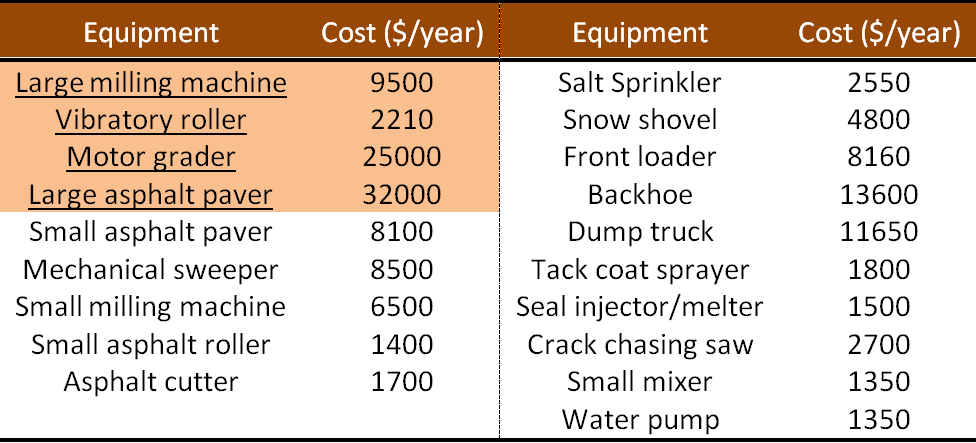 Equipment Cost ($/year) Equipment Cost ($/year)
Large milling machine 9500 Salt Sprinkler 2550
Vibratory roller 2210 Snow shovel 4800
Motor grader 25000 Front loader 8160
Large asphalt paver 32000 Backhoe 13600
Small asphalt paver 8100 Dump truck 11650
Mechanical sweeper 8500 Tack coat sprayer 1800
Small milling machine 6500 Seal injector/melter 1500
Small asphalt roller 1400 Crack chasing saw 2700
Asphalt cutter 1700 Small mixer 1350
Water pump 1350